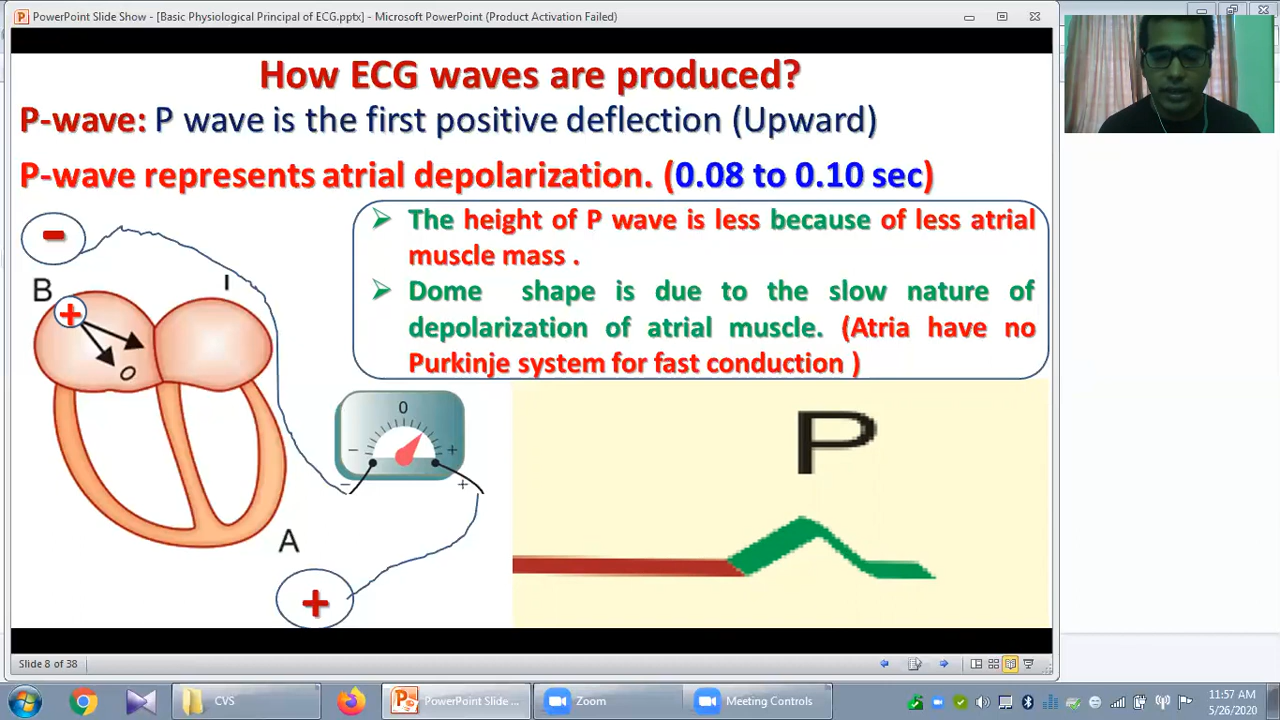 PowerPoint Slide Show - [Basic Physiological Principal of ECG.pptx] - Microsoft PowerPoint (Product Activation Failed)
How ECG waves are produced?
P-wave: P wave is the first positive deflection (Upward)
P-wave represents atrial depolarization. (0.08 to 0.10 sec)
The height of P wave is less because of less atrial
muscle mass .
Dome shape is due to the slow nature of
depolarization of atrial muscle. (Atria have no
Purkinje system for fast conduction )
-
B
I
+
O
A
+
0
- +
- +
P
Slide 8 of 38
CVS
PowerPoint Slide ...
Zoom
Meeting Controls
11:57 AM
5/26/2020